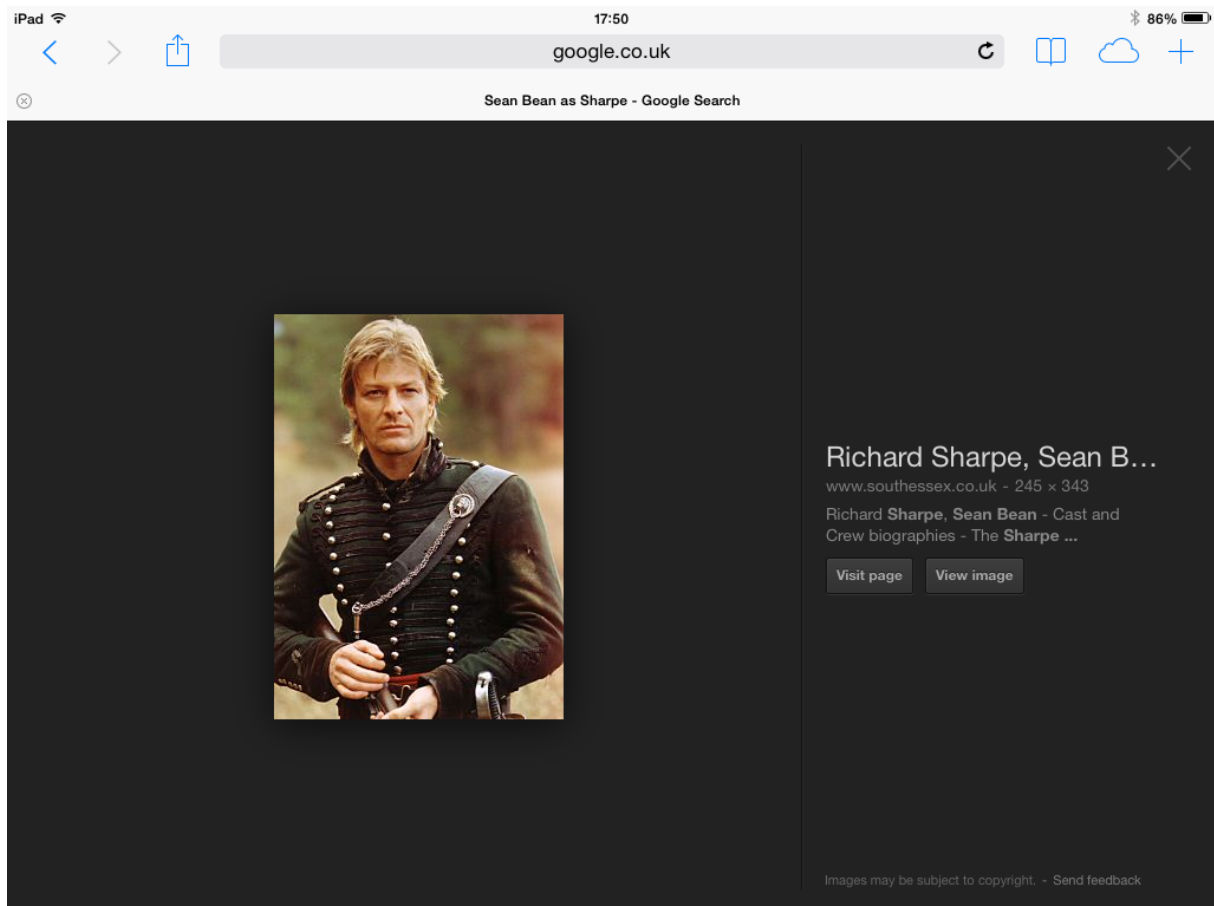 iPad 17:50 86%
google.co.uk
Sean Bean as Sharpe - Google Search
Richard Sharpe, Sean B...
www.southessex.co.uk - 245 × 343
Richard Sharpe, Sean Bean - Cast and
Crew biographies - The Sharpe ...
Visit page View image
Images may be subject to copyright. - Send feedback